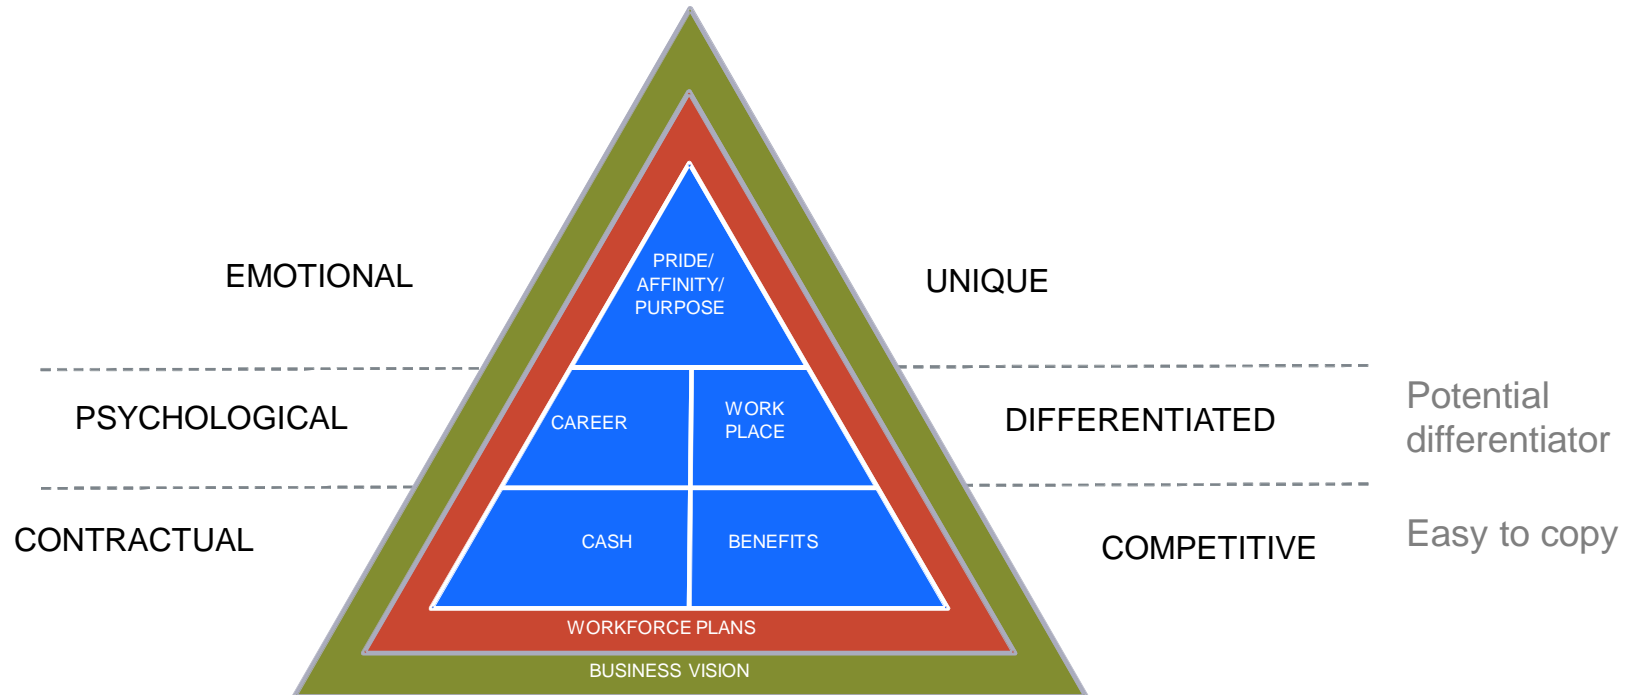 PRIDE/
AFFINITY/
PURPOSE
EMOTIONAL
UNIQUE
PSYCHOLOGICAL
CAREER
WORK
PLACE
DIFFERENTIATED
Potential
differentiator
CONTRACTUAL
CASH
BENEFITS
COMPETITIVE
Easy to copy
WORKFORCE PLANS
BUSINESS VISION